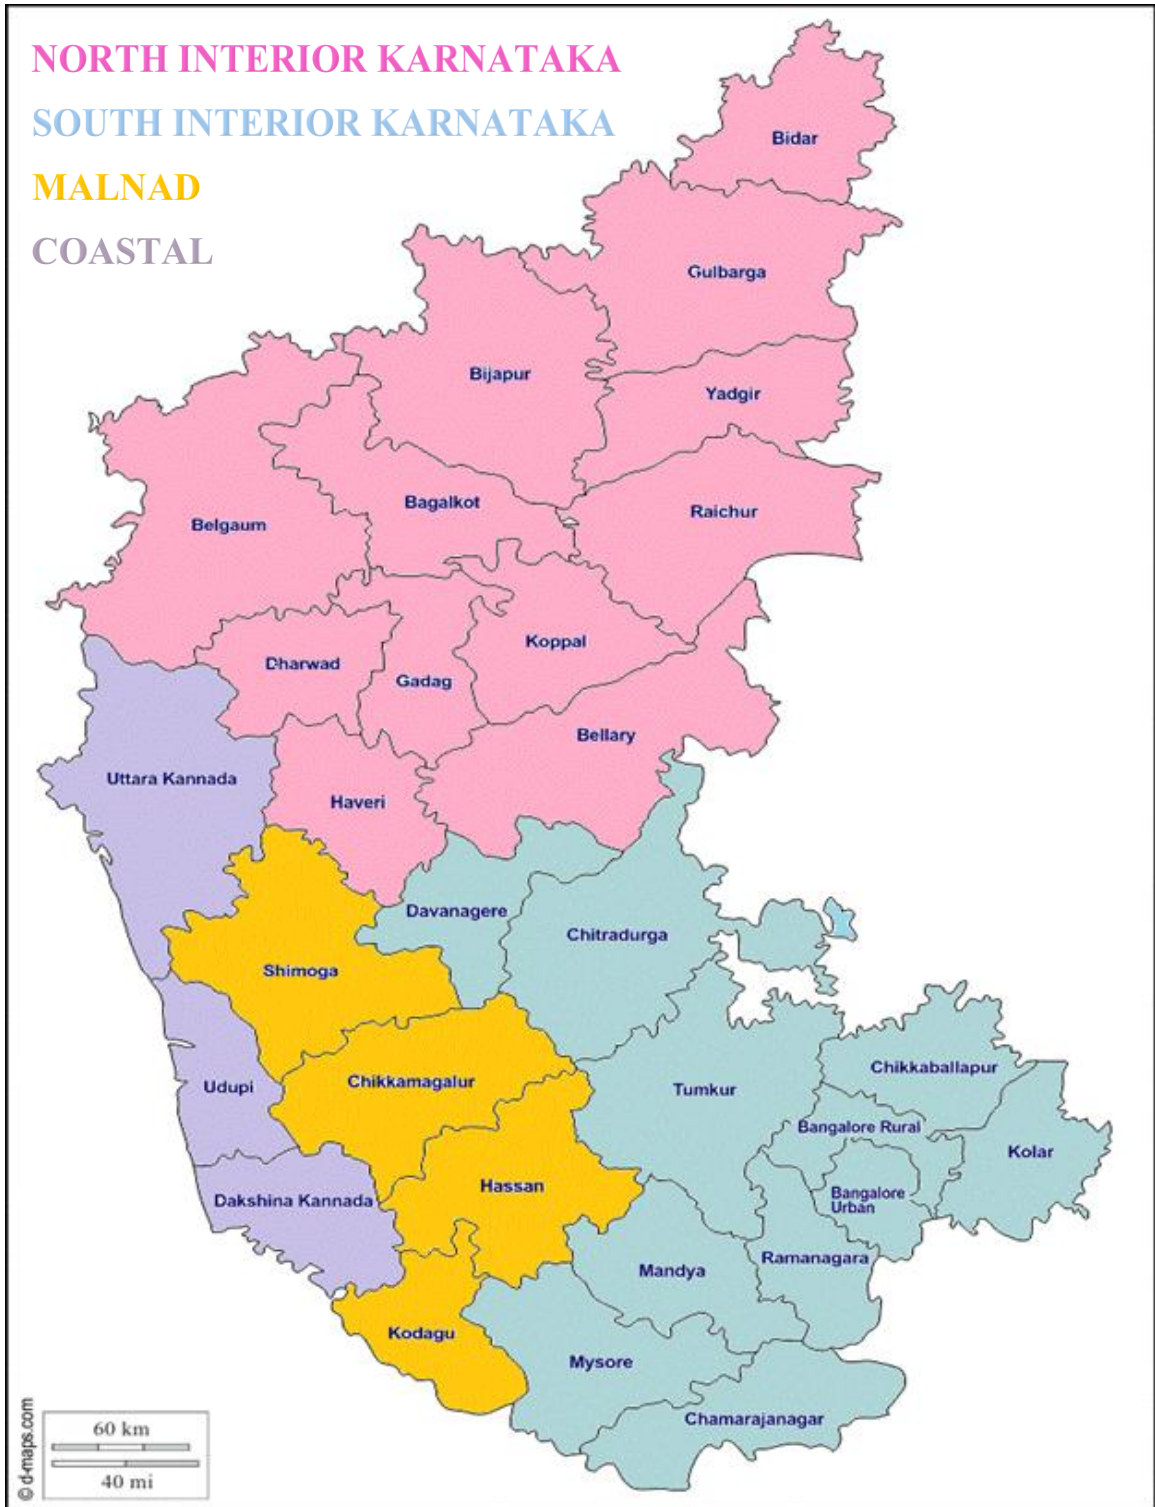 NORTH INTERIOR KARNATAKA
SOUTH INTERIOR KARNATAKA
MALNAD
COASTAL
Bidar
Gulbarga
Bijapur
Yadgir
Bagalkot
Raichur
Belgaum
Koppal
Dharwad
Gadag
Bellary
Uttara Kannada
Haveri
Davanagere
Chitradurga
Shimoga
Chikkaballapur
Chikkamagalur
Udupi
Tumkur
Bangalore Rural
Kolar
Hassan
Dakshina Kannada
Bangalore
Urban
Ramanagara
Mandya
Kodagu
Mysore
Chamarajanagar
60 km
40 mi
© d-maps.com